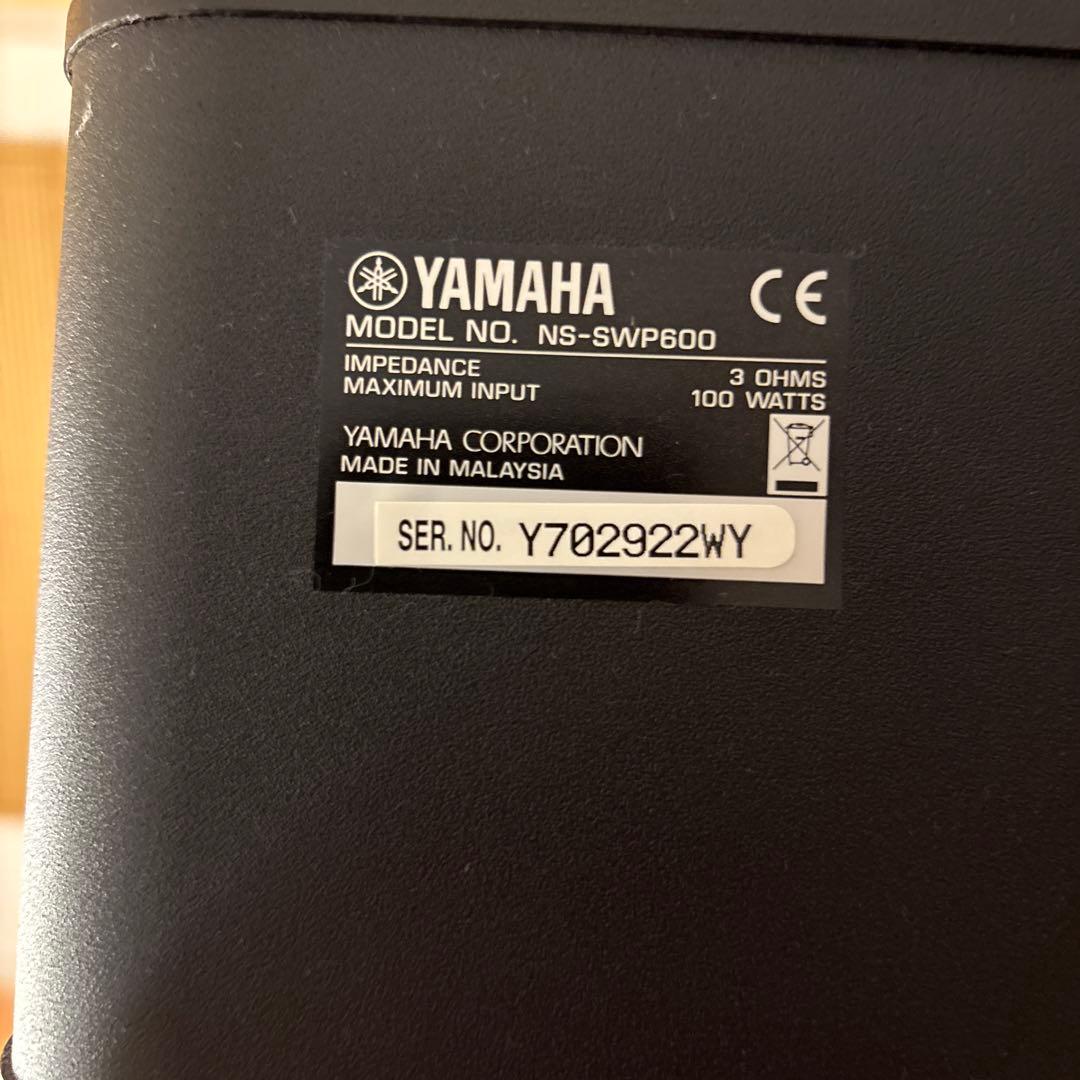 YAMAHA CE
MODEL NO. NS-SWP600
IMPEDANCE 3 OHMS
MAXIMUM INPUT 100 WATTS
YAMAHA CORPORATION
MADE IN MALAYSIA
SER. NO. Y702922WY